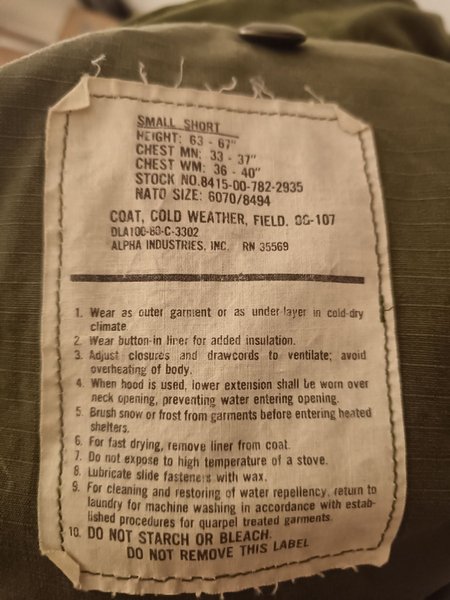 SMALL SHORT
HEIGHT: 63 - 67"
CHEST MN: 33 - 37"
CHEST WM: 36 - 40"
STOCK NO.8415-00-782-2935
NATO SIZE: 6070/8494
COAT, COLD WEATHER, FIELD. OG-107
DLA100-80-C-3302
ALPHA INDUSTRIES, INC. RN 35569
1. Wear as outer garment or as under-layer in cold-dry
climate
2. Wear button-in liner for added insulation.
3. Adjust closures and drawcords to ventilate; avoid
overheating of body.
4. When hood is used, lower extension shall be worn over
neck opening, preventing water entering opening.
5. Brush snow or frost from garments before entering heated
shelters.
6. For fast drying, remove liner from coat.
7. Do not expose to high temperature of a stove.
8. Lubricate slide fasteners with wax.
9. For cleaning and restoring of water repellency, return to
laundry for machine washing in accordance with estab-
lished procedures for quarpel treated garments.
10. DO NOT STARCH OR BLEACH.
DO NOT REMOVE THIS LABEL